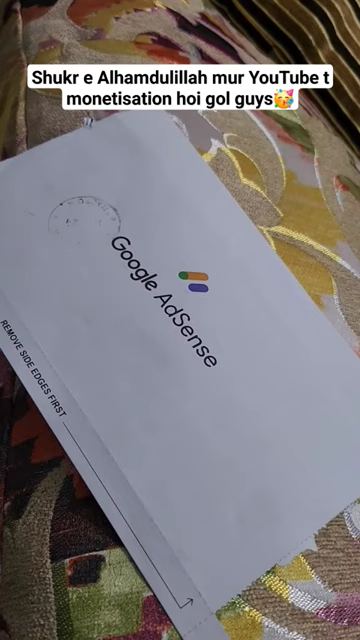 Shukr e Alhamdulillah mur YouTube t
monetisation hoi gol guys🥳
Google AdSense
REMOVE SIDE EDGES FIRST